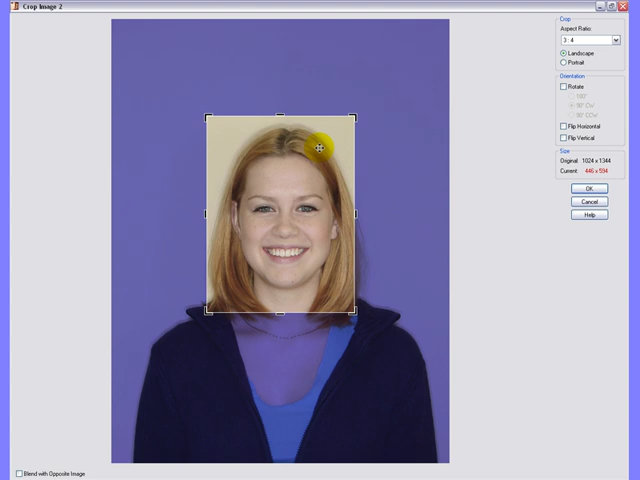 Crop Image 2
Crop
Aspect Ratio:
3 : 4
Landscape
Portrait
Orientation
Rotate
180°
90° CW
90° CCW
Flip Horizontal
Flip Vertical
Size
Original: 1024 x 1344
Current: 446 x 594
OK
Cancel
Help
Blend with Opposite Image